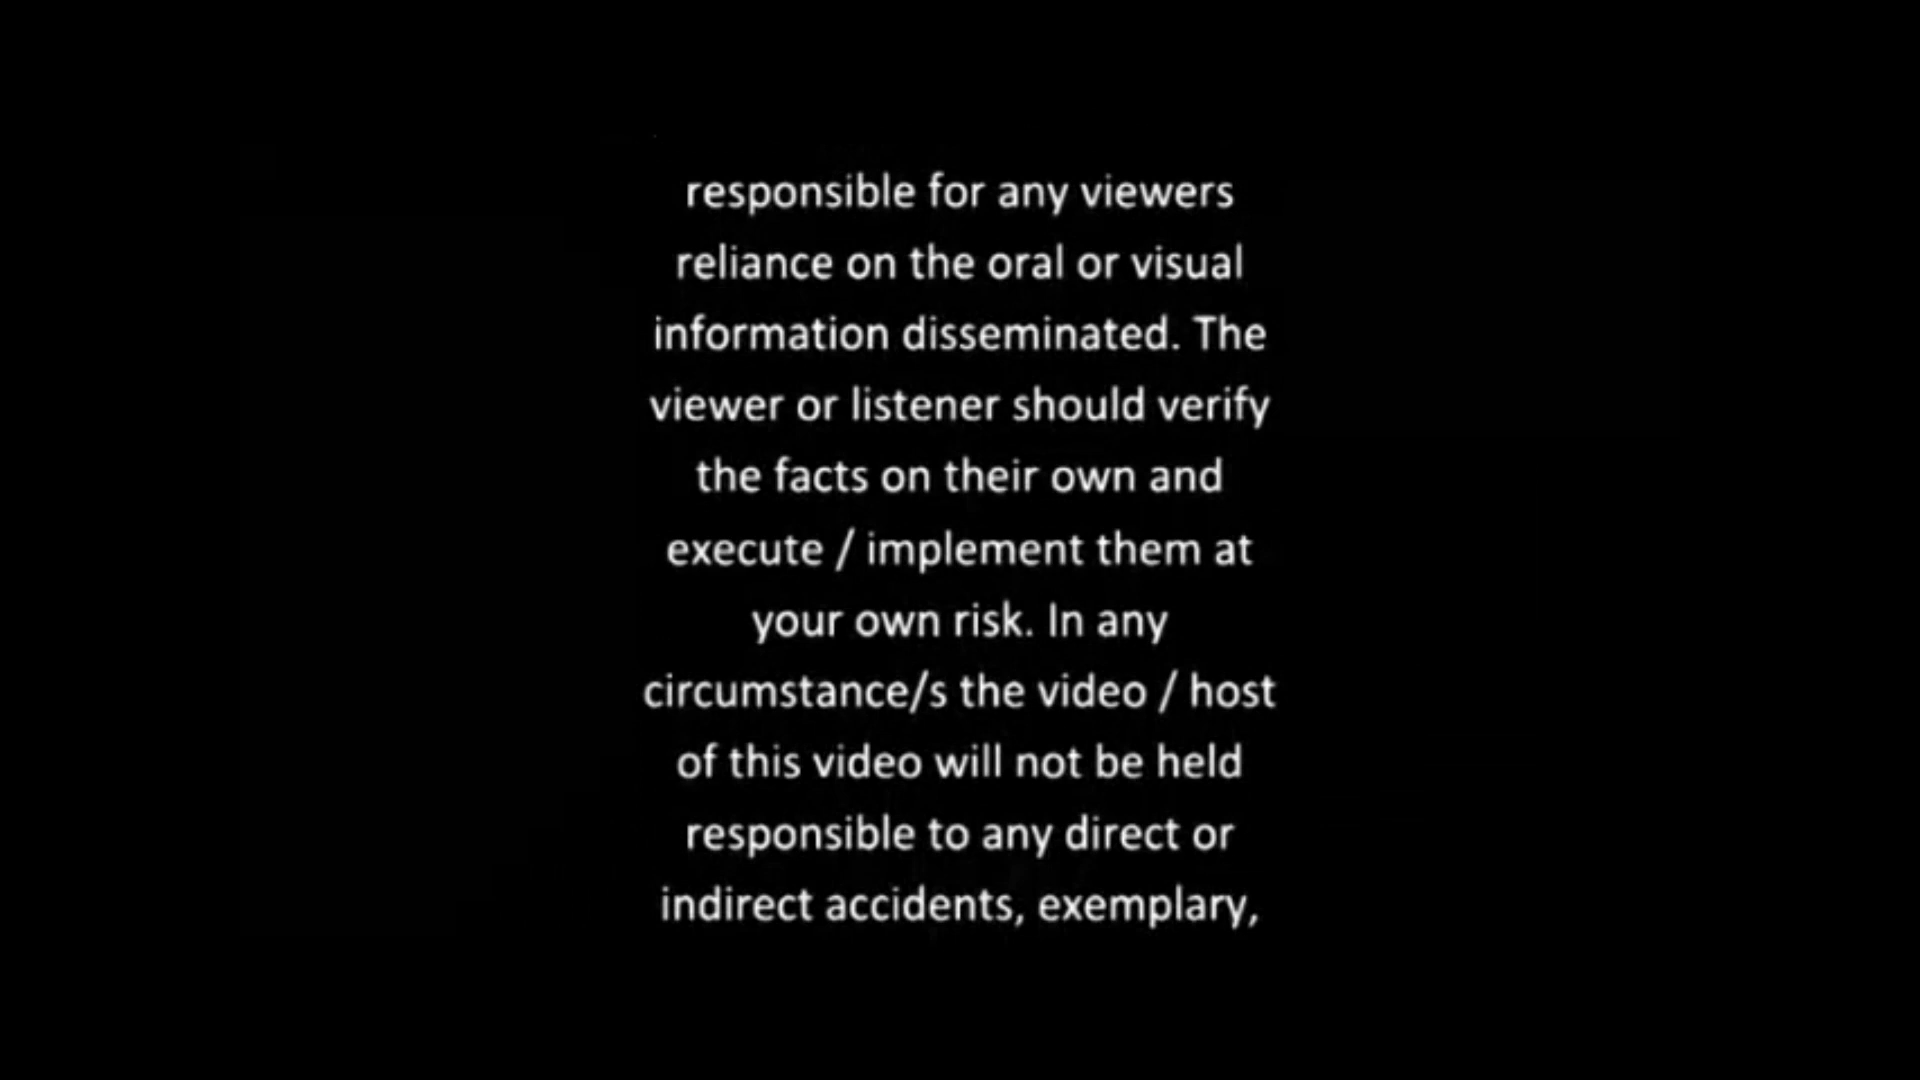 responsible for any viewers
reliance on the oral or visual
information disseminated. The
viewer or listener should verify
the facts on their own and
execute / implement them at
your own risk. In any
circumstance/s the video / host
of this video will not be held
responsible to any direct or
indirect accidents, exemplary,